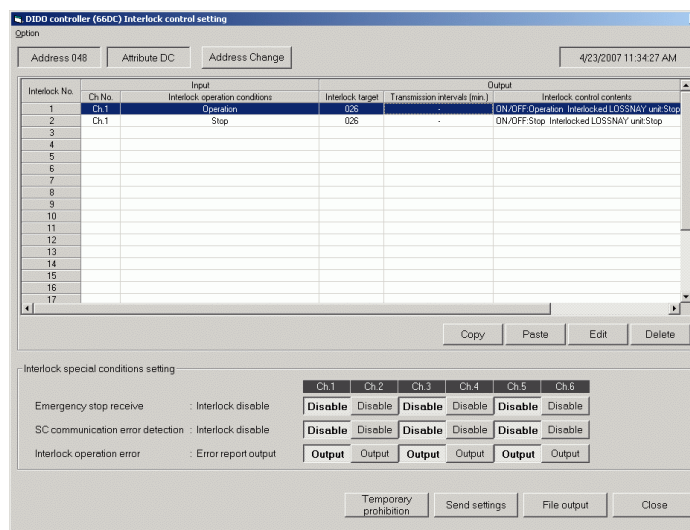 DIDO controller (66DC) Interlock control setting
Option
Address 048 Attribute DC Address Change 4/23/2007 11:34:27 AM
Interlock No. Input Output
Ch No. Interlock operation conditions Interlock target Transmission intervals (min.) Interlock control contents
1 Ch.1 Operation 026 - ON/OFF:Operation Interlocked LOSSNAY unit:Stop
2 Ch.1 Stop 026 - ON/OFF:Stop Interlocked LOSSNAY unit:Stop
3
4
5
6
7
8
9
10
11
12
13
14
15
16
17
Copy Paste Edit Delete
Interlock special conditions setting
Ch.1 Ch.2 Ch.3 Ch.4 Ch.5 Ch.6
Emergency stop receive : Interlock disable Disable Disable Disable Disable Disable Disable
SC communication error detection : Interlock disable Disable Disable Disable Disable Disable Disable
Interlock operation error : Error report output Output Output Output Output Output Output
Temporary prohibition Send settings File output Close